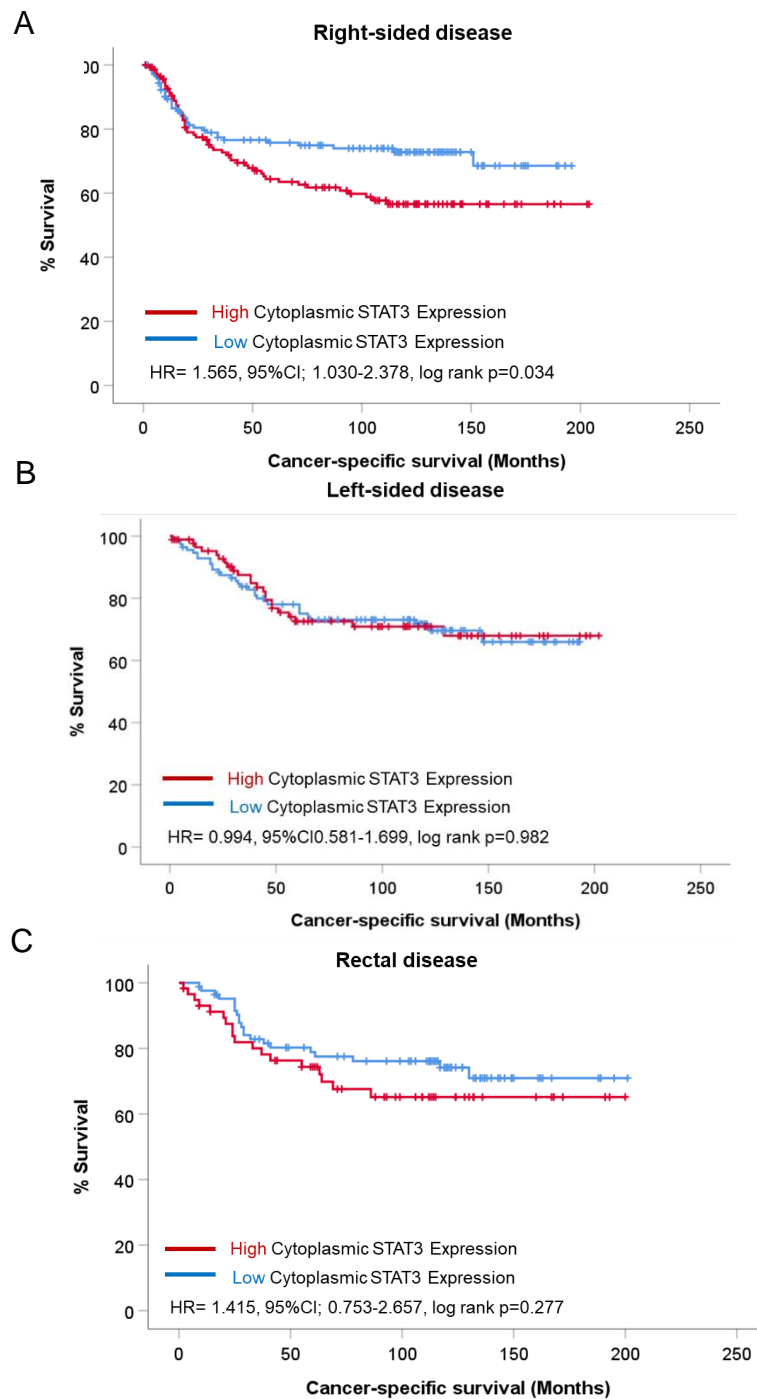 A
Right-sided disease
00
80
60
40
20
0
% Survival
High Cytoplasmic STAT3 Expression
Low Cytoplasmic STAT3 Expression
HR= 1.565, 95%CI; 1.030-2.378, log rank p=0.034
0 50 100 150 200 250
Cancer-specific survival (Months)
B
Left-sided disease
100
80
60
40
20
0
% Survival
High Cytoplasmic STAT3 Expression
Low Cytoplasmic STAT3 Expression
HR= 0.994, 95%CI0.581-1.699, log rank p=0.982
0 50 100 150 200 250
Cancer-specific survival (Months)
C
Rectal disease
100
80
60
40
20
0
% Survival
High Cytoplasmic STAT3 Expression
Low Cytoplasmic STAT3 Expression
HR= 1.415, 95%CI; 0.753-2.657, log rank p=0.277
0 50 100 150 200 250
Cancer-specific survival (Months)